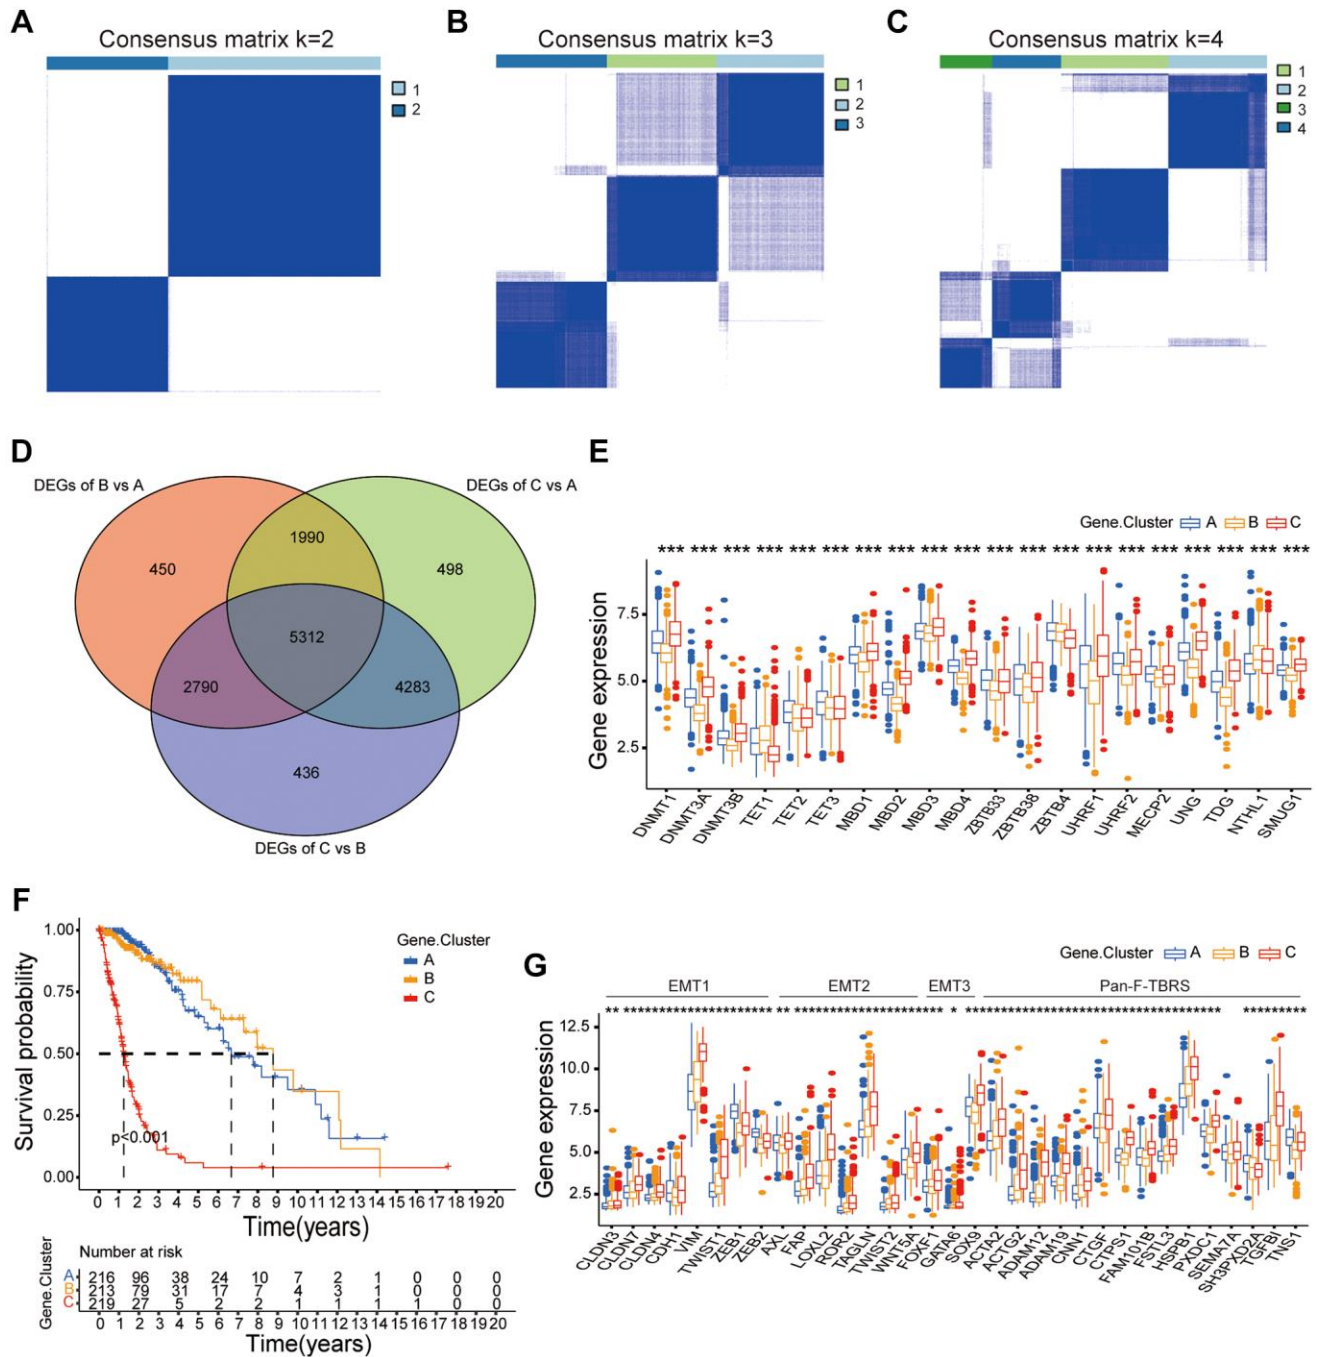 A
Consensus matrix k=2
1
2
B
Consensus matrix k=3
1
2
3
C
Consensus matrix k=4
1
2
3
4
D
DEGs of B vs A
DEGs of C vs A
1990
450
498
5312
2790
4283
436
DEGs of C vs B
E
Gene.Cluster A B C
*** *** *** *** *** *** *** *** *** *** *** *** *** *** *** *** *** *** *** ***
Gene expression
7.5
5.0
2.5
DNMT1 DNMT3A DNMT3B TET1 TET2 TET3 MBD1 MBD2 MBD3 MBD4 ZBTB33 ZBTB38 ZBTB4 UHRF1 UHRF2 MECP2 UNG TDG NTHL1 SMUG1
F
Survival probability
1.00
0.75
0.50
0.25
0.00
Gene.Cluster
A
B
C
p<0.001
0 1 2 3 4 5 6 7 8 9 10 11 12 13 14 15 16 17 18 19 20
Time(years)
Number at risk
Gene.Cluster
A 216 96 38 24 10 7 2 1 0 0 0
B 213 79 31 17 7 4 3 1 0 0 0
C 219 27 5 2 2 1 1 1 1 0 0
0 1 2 3 4 5 6 7 8 9 10 11 12 13 14 15 16 17 18 19 20
Time(years)
G
Gene.Cluster A B C
EMT1 EMT2 EMT3 Pan-F-TBRS
Gene expression
12.5
10.0
7.5
5.0
2.5
CLDN3 CLDN7 CLDN4 CDH1 VIM TWIST1 ZEB1 ZEB2 AXL FAP LOXL2 ROR2 TAGLN TWIST2 WNT5A FOXF1 GATA6 SOX9 ACTA2 ACTG2 ADAM12 ADAM19 CNN1 CTGF CTPS1 FAM101B FSTL3 HSPB1 PXDC1 SEMA7A SH3PXD2A TGFBI TNS1